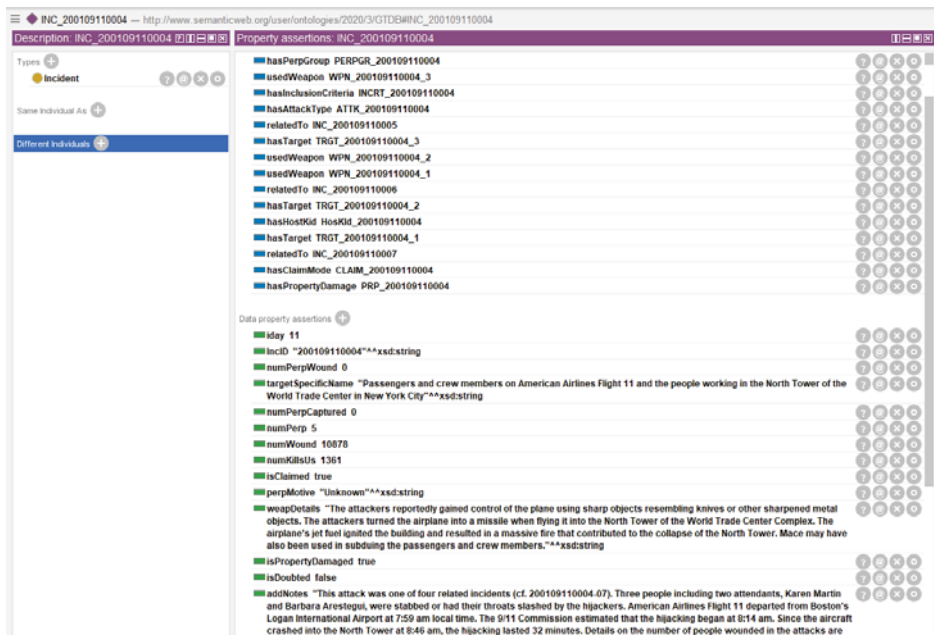 INC_200109110004 — http://www.semanticweb.org/user/ontologies/2020/3/GTDB#INC_200109110004
Description: INC_200109110004
Property assertions: INC_200109110004
Types
Incident
Same Individual As
Different Individuals
hasPerpGroup PERPGR_200109110004
usedWeapon WPN_200109110004_3
hasInclusionCriteria INCRT_200109110004
hasAttackType ATTK_200109110004
relatedTo INC_200109110005
hasTarget TRGT_200109110004_3
usedWeapon WPN_200109110004_2
usedWeapon WPN_200109110004_1
relatedTo INC_200109110006
hasTarget TRGT_200109110004_2
hasHostKid HosKid_200109110004
hasTarget TRGT_200109110004_1
relatedTo INC_200109110007
hasClaimMode CLAIM_200109110004
hasPropertyDamage PRP_200109110004
Data property assertions
iday 11
incID "200109110004"^^xsd:string
numPerpWound 0
targetSpecificName "Passengers and crew members on American Airlines Flight 11 and the people working in the North Tower of the
World Trade Center in New York City"^^xsd:string
numPerpCaptured 0
numPerp 5
numWound 10878
numKillsUs 1361
isClaimed true
perpMotive "Unknown"^^xsd:string
weapDetails "The attackers reportedly gained control of the plane using sharp objects resembling knives or other sharpened metal
objects. The attackers turned the airplane into a missile when flying it into the North Tower of the World Trade Center Complex. The
airplane's jet fuel ignited the building and resulted in a massive fire that contributed to the collapse of the North Tower. Mace may have
also been used in subduing the passengers and crew members."^^xsd:string
isPropertyDamaged true
isDoubted false
addNotes "This attack was one of four related incidents (cf. 200109110004-07). Three people including two attendants, Karen Martin
and Barbara Arestegui, were stabbed or had their throats slashed by the hijackers. American Airlines Flight 11 departed from Boston's
Logan International Airport at 7:59 am local time. The 9/11 Commission estimated that the hijacking began at 8:14 am. Since the aircraft
crashed into the North Tower at 8:46 am, the hijacking lasted 32 minutes. Details on the number of people wounded in the attacks are